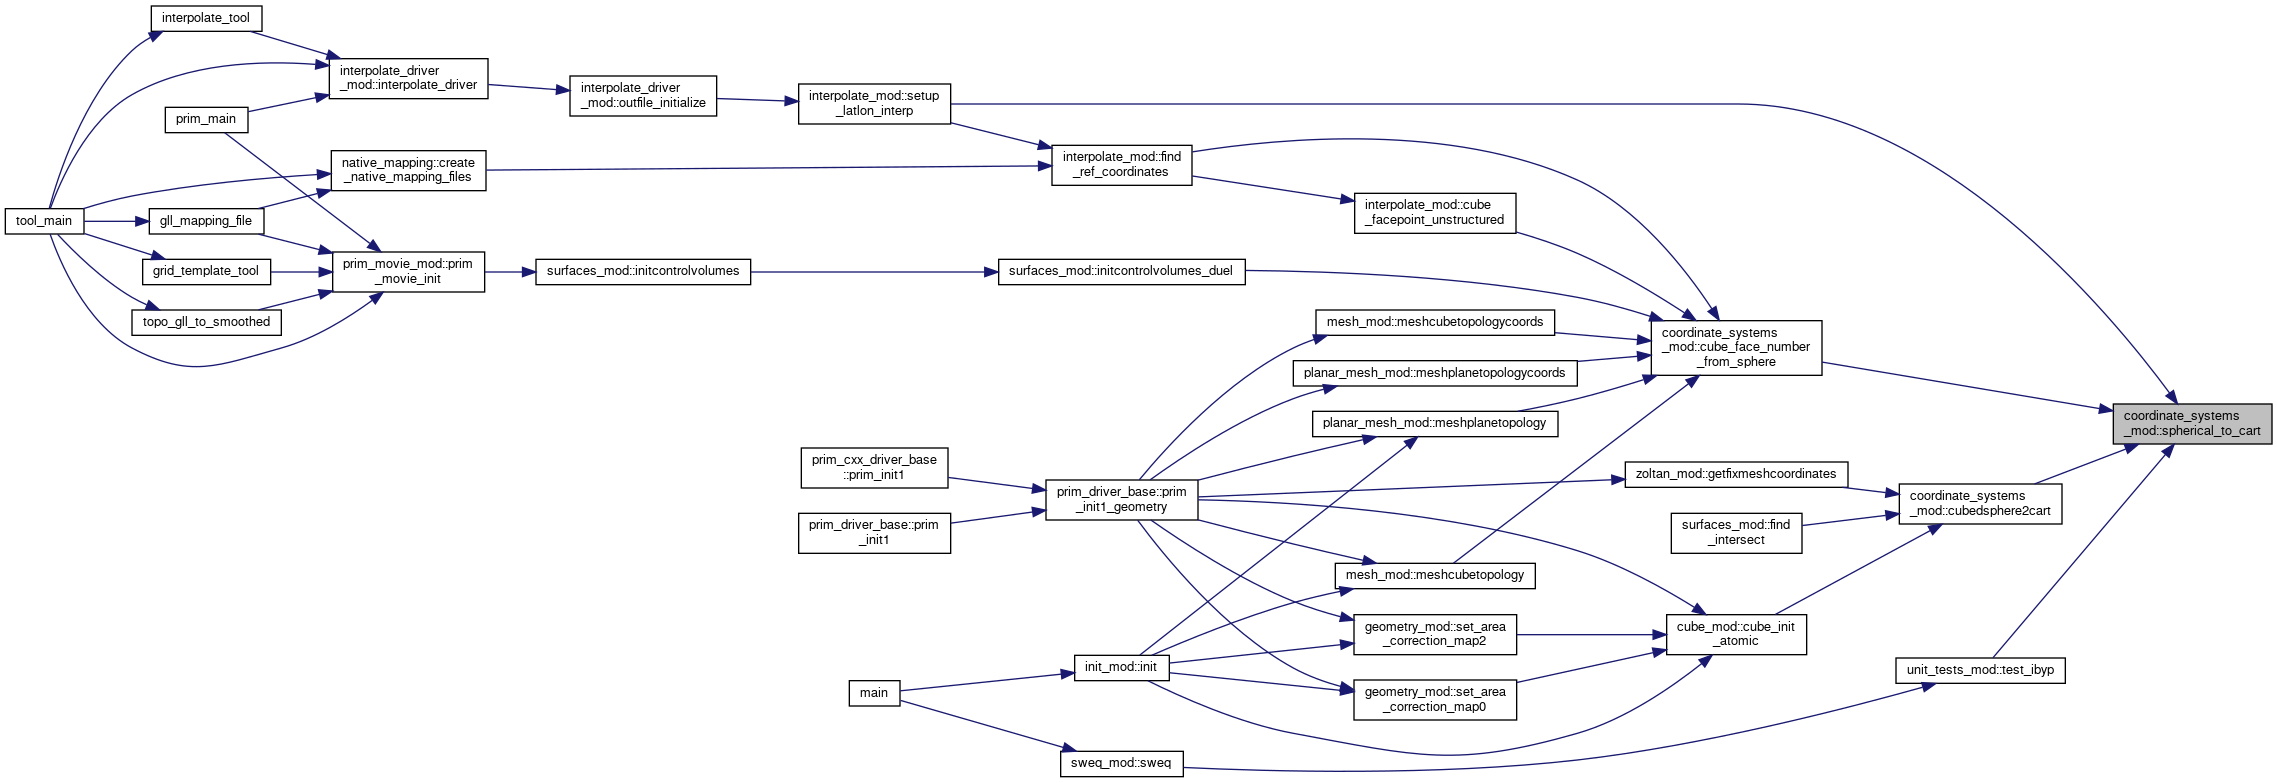 interpolate_tool
interpolate_driver
_mod::interpolate_driver
prim_main
native_mapping::create
_native_mapping_files
tool_main
gll_mapping_file
grid_template_tool
prim_movie_mod::prim
_movie_init
topo_gll_to_smoothed
interpolate_driver
_mod::outfile_initialize
interpolate_mod::setup
_latlon_interp
interpolate_mod::find
_ref_coordinates
interpolate_mod::cube
_facepoint_unstructured
surfaces_mod::initcontrolvolumes
surfaces_mod::initcontrolvolumes_duel
mesh_mod::meshcubetopologycoords
coordinate_systems
_mod::cube_face_number
_from_sphere
planar_mesh_mod::meshplanetopologycoords
planar_mesh_mod::meshplanetopology
coordinate_systems
_mod::spherical_to_cart
prim_cxx_driver_base
::prim_init1
prim_driver_base::prim
_init1_geometry
prim_driver_base::prim
_init1
zoltan_mod::getfixmeshcoordinates
coordinate_systems
_mod::cubedsphere2cart
surfaces_mod::find
_intersect
mesh_mod::meshcubetopology
geometry_mod::set_area
_correction_map2
cube_mod::cube_init
_atomic
init_mod::init
unit_tests_mod::test_ibyp
main
geometry_mod::set_area
_correction_map0
sweq_mod::sweq